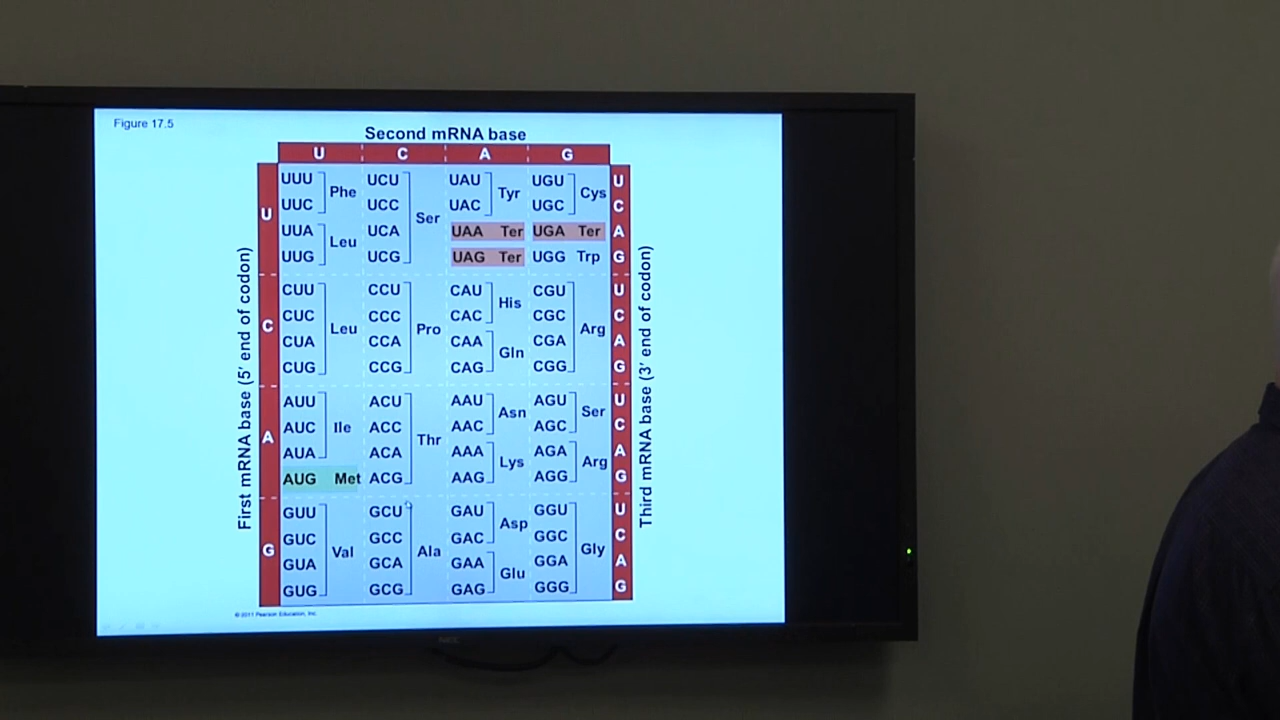 Figure 17.5
Second mRNA base
U C A G
First mRNA base (5′ end of codon)
Third mRNA base (3′ end of codon)
U
UUU UCU UAU UGU U
Phe Tyr Cys
UUC UCC UAC UGC C
Ser
UUA UCA UAA Ter UGA Ter A
Leu
UUG UCG UAG Ter UGG Trp G
C
CUU CCU CAU CGU U
His
CUC CCC CAC CGC C
Leu Pro Arg
CUA CCA CAA CGA A
Gln
CUG CCG CAG CGG G
A
AUU ACU AAU AGU U
Asn Ser
AUC Ile ACC AAC AGC C
Thr
AUA ACA AAA AGA A
Lys Arg
AUG Met ACG AAG AGG G
G
GUU GCU GAU GGU U
Asp
GUC GCC GAC GGC C
Val Ala Gly
GUA GCA GAA GGA A
Glu
GUG GCG GAG GGG G
© 2011 Pearson Education, Inc.
NEC